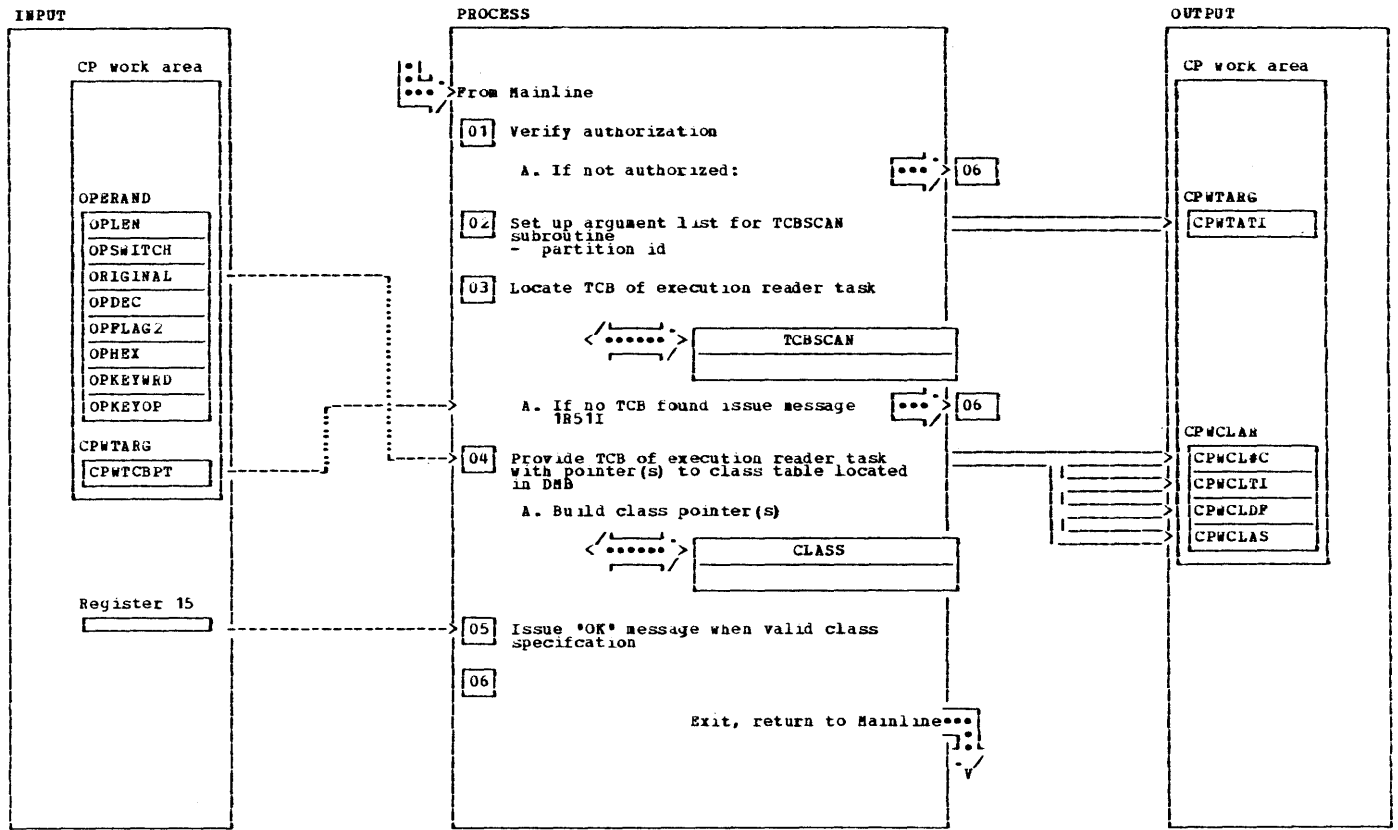 INPUT
CP work area
OPERAND
OPLEN
OPSWITCH
ORIGINAL
OPDEC
OPFLAG2
OPHEX
OPKEYWRD
OPKEYOP
CPWTARG
CPWTCBPT
Register 15
PROCESS
From Mainline
01 Verify authorization
A. If not authorized: 06
02 Set up argument list for TCBSCAN
subroutine
- partition id
03 Locate TCB of execution reader task
TCBSCAN
A. If no TCB found issue message 06
1R51I
04 Provide TCB of execution reader task
with pointer(s) to class table located
in DMB
A. Build class pointer(s)
CLASS
05 Issue "OK" message when valid class
specifcation
06
Exit, return to Mainline
OUTPUT
CP work area
CPWTARG
CPWTATI
CPWCLAR
CPWCL#C
CPWCLTI
CPWCLDF
CPWCLAS